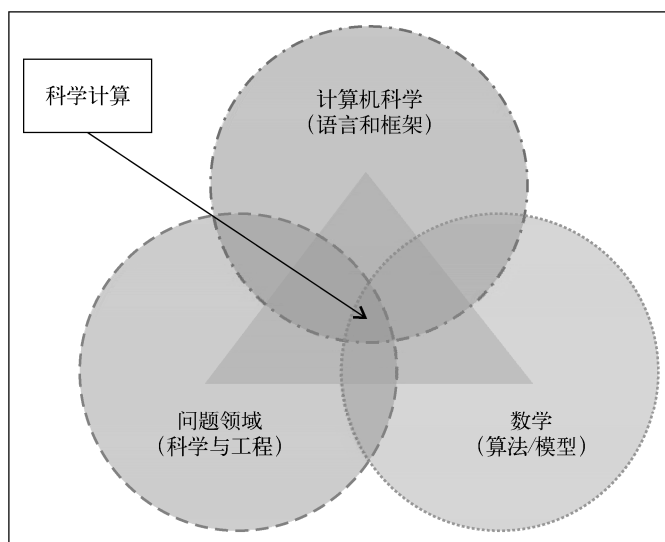 科学计算
计算机科学
（语言和框架）
问题领域
（科学与工程）
数学
（算法/模型）